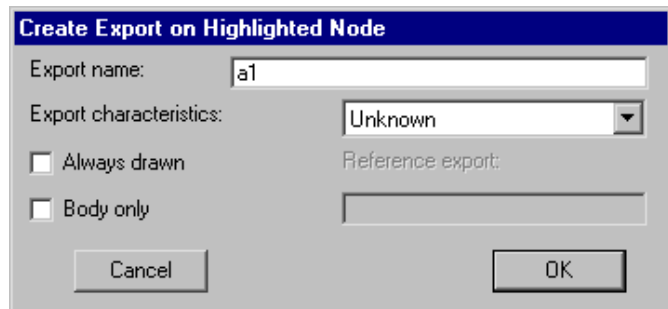 Create Export on Highlighted Node
Export name: a1
Export characteristics: Unknown
Always drawn Reference export:
Body only
Cancel OK